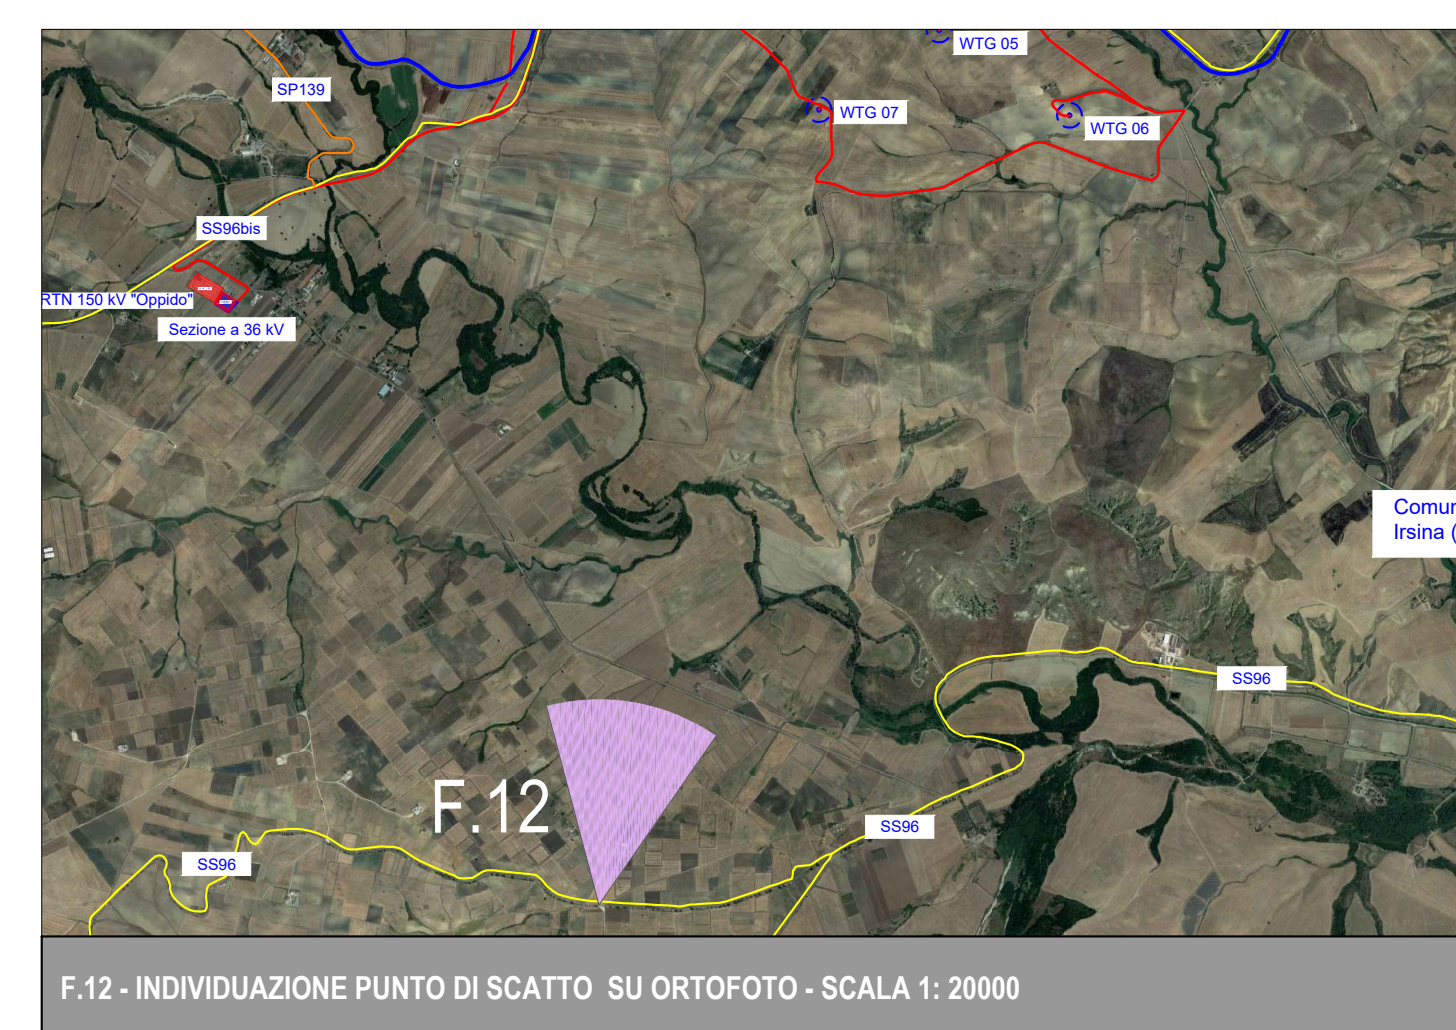 WTG 05
SP139
WTG 07
WTG 06
SS96bis
RTN 150 kV "Oppido"
Sezione a 36 kV
Comun
Irsina (
SS96
F.12
SS96
SS96
F.12 - INDIVIDUAZIONE PUNTO DI SCATTO SU ORTOFOTO - SCALA 1: 20000